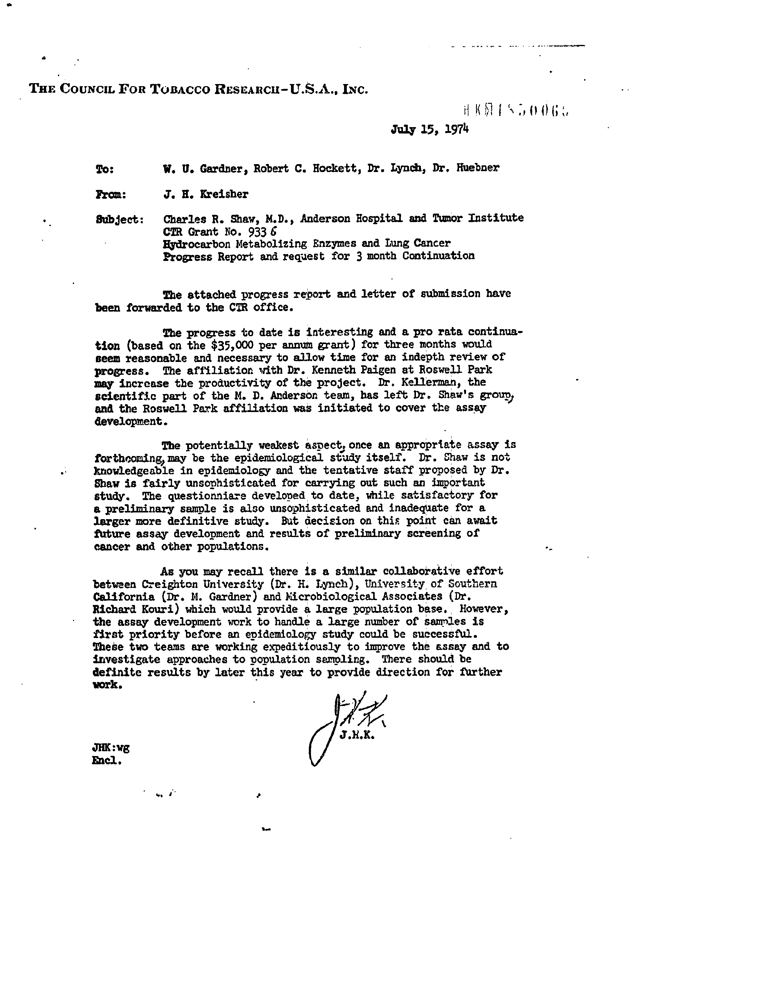 THE COUNCIL FOR TOBACCO RESEARCH-U.S.A., INC.
July 15, 1974
To: W. U. Gardner, Robert C. Hockett, Dr. Lynch, Dr. Huebner
From: J. H. Kreisher
Subject: Charles R. Shaw, M.D., Anderson Hospital and Tumor Institute
CTR Grant No. 933 6
Hydrocarbon Metabolizing Enzymes and Lung Cancer
Progress Report and request for 3 month Continuation
The attached progress report and letter of submission have
been forwarded to the CTR office.
The progress to date is interesting and a pro rata continua-
tion (based on the $35,000 per annum grant) for three months would
seem reasonable and necessary to allow time for an indepth review of
progress. The affiliation with Dr. Kenneth Paigen at Roswell Park
may increase the productivity of the project. Dr. Kellerman, the
scientific part of the M. D. Anderson team, has left Dr. Shaw's group,
and the Roswell Park affiliation was initiated to cover the assay
development.
The potentially weakest aspect, once an appropriate assay is
forthcoming, may be the epidemiological study itself. Dr. Shaw is not
knowledgeable in epidemiology and the tentative staff proposed by Dr.
Shaw is fairly unsophisticated for carrying out such an important
study. The questionniare developed to date, while satisfactory for
a preliminary sample is also unsophisticated and inadequate for a
larger more definitive study. But decision on this point can await
future assay development and results of preliminary screening of
cancer and other populations.
As you may recall there is a similar collaborative effort
between Creighton University (Dr. H. Lynch), University of Southern
California (Dr. M. Gardner) and Microbiological Associates (Dr.
Richard Kouri) which would provide a large population base. However,
the assay development work to handle a large number of samples is
first priority before an epidemiology study could be successful.
These two teams are working expeditiously to improve the assay and to
investigate approaches to population sampling. There should be
definite results by later this year to provide direction for further
work.
J.H.K.
JHK:wg
Encl.